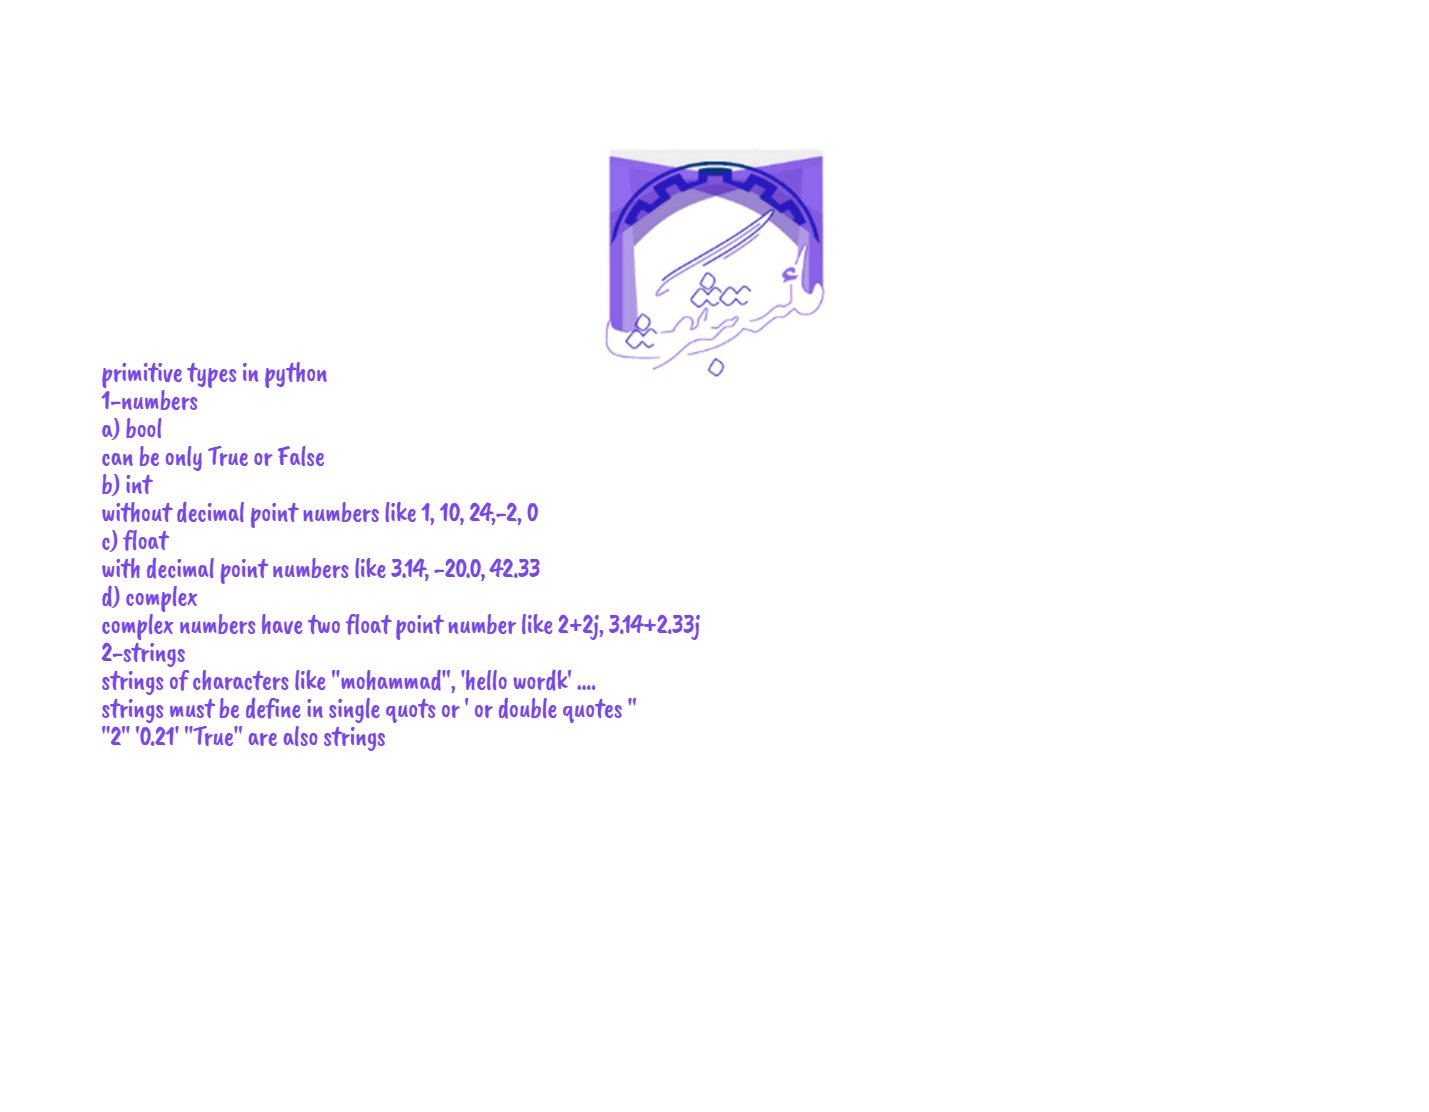 primitive types in python
1-numbers
a) bool
can be only True or False
b) int
without decimal point numbers like 1, 10, 24,-2, 0
c) float
with decimal point numbers like 3.14, -20.0, 42.33
d) complex
complex numbers have two float point number like 2+2j, 3.14+2.33j
2-strings
strings of characters like "mohammad", 'hello wordk' ....
strings must be define in single quots or ' or double quotes "
"2" '0.21' "True" are also strings